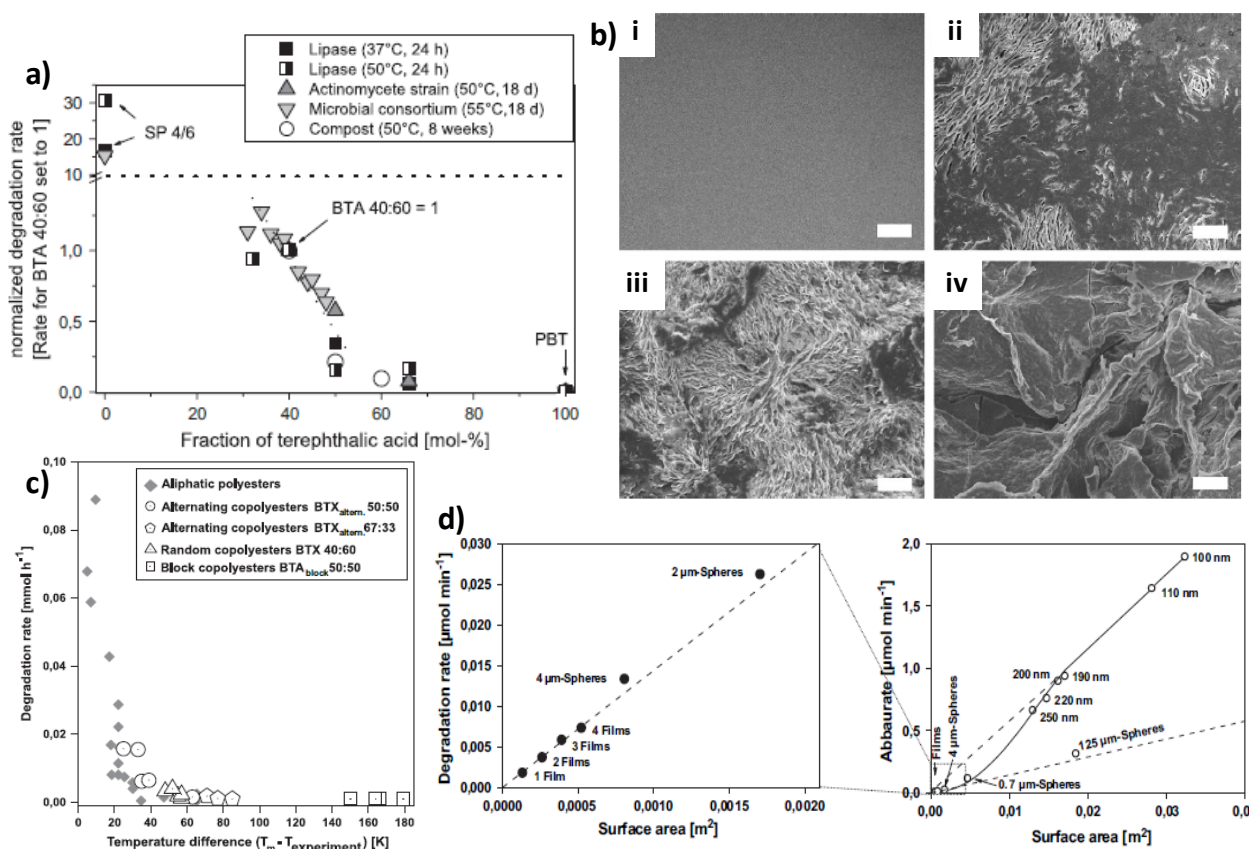 a)
Lipase (37°C, 24 h)
Lipase (50°C, 24 h)
Actinomycete strain (50°C, 18 d)
Microbial consortium (55°C, 18 d)
Compost (50°C, 8 weeks)
normalized degradation rate
[Rate for BTA 40:60 set to 1]
30
20
10
1,0
0,5
0,0
SP 4/6
BTA 40:60 = 1
PBT
0
20
40
60
80
100
Fraction of terephthalic acid [mol-%]
b)
i
ii
iii
iv
c)
Aliphatic polyesters
Alternating copolyesters BTXaltern. 50:50
Alternating copolyesters BTXaltern. 67:33
Random copolyesters BTX 40:60
Block copolyesters BTAblock 50:50
Degradation rate [mmol h-1]
0,10
0,08
0,06
0,04
0,02
0,00
0
20
40
60
80
100
120
140
160
180
Temperature difference (Tm - Texperiment) [K]
d)
Degradation rate [µmol min-1]
0,030
0,025
0,020
0,015
0,010
0,005
0,000
2 µm-Spheres
4 µm-Spheres
4 Films
3 Films
2 Films
1 Film
0,0000
0,0005
0,0010
0,0015
0,0020
Surface area [m2]
Abbaurate [µmol min-1]
2,0
1,5
1,0
0,5
0,0
100 nm
110 nm
200 nm
190 nm
220 nm
250 nm
Films
4 µm-Spheres
125 µm-Spheres
0.7 µm-Spheres
0,00
0,01
0,02
0,03
0,04
Surface area [m2]